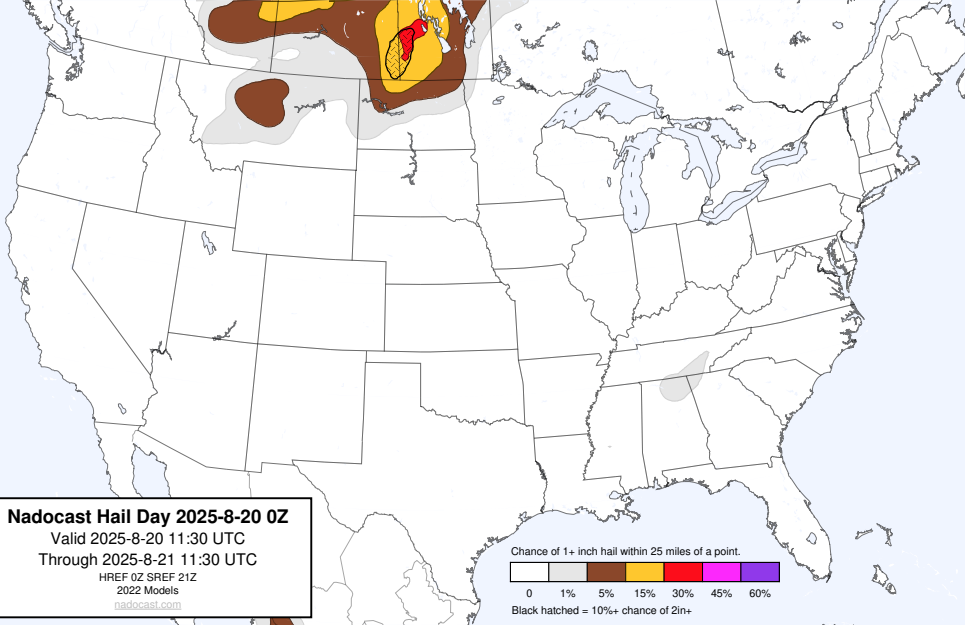 Nadocast Hail Day 2025-8-20 0Z
Valid 2025-8-20 11:30 UTC
Through 2025-8-21 11:30 UTC
HREF 0Z SREF 21Z
2022 Models
nadocast.com
Chance of 1+ inch hail within 25 miles of a point.
0 1% 5% 15% 30% 45% 60%
Black hatched = 10%+ chance of 2in+